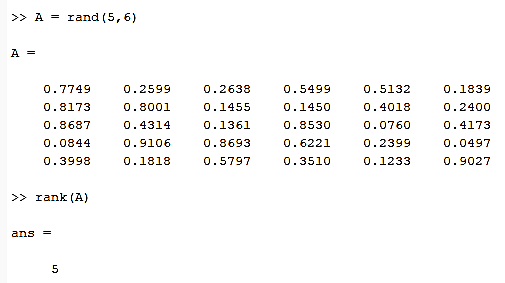 >> A = rand(5,6)
A =
0.7749 0.2599 0.2638 0.5499 0.5132 0.1839
0.8173 0.8001 0.1455 0.1450 0.4018 0.2400
0.8687 0.4314 0.1361 0.8530 0.0760 0.4173
0.0844 0.9106 0.8693 0.6221 0.2399 0.0497
0.3998 0.1818 0.5797 0.3510 0.1233 0.9027
>> rank(A)
ans =
5